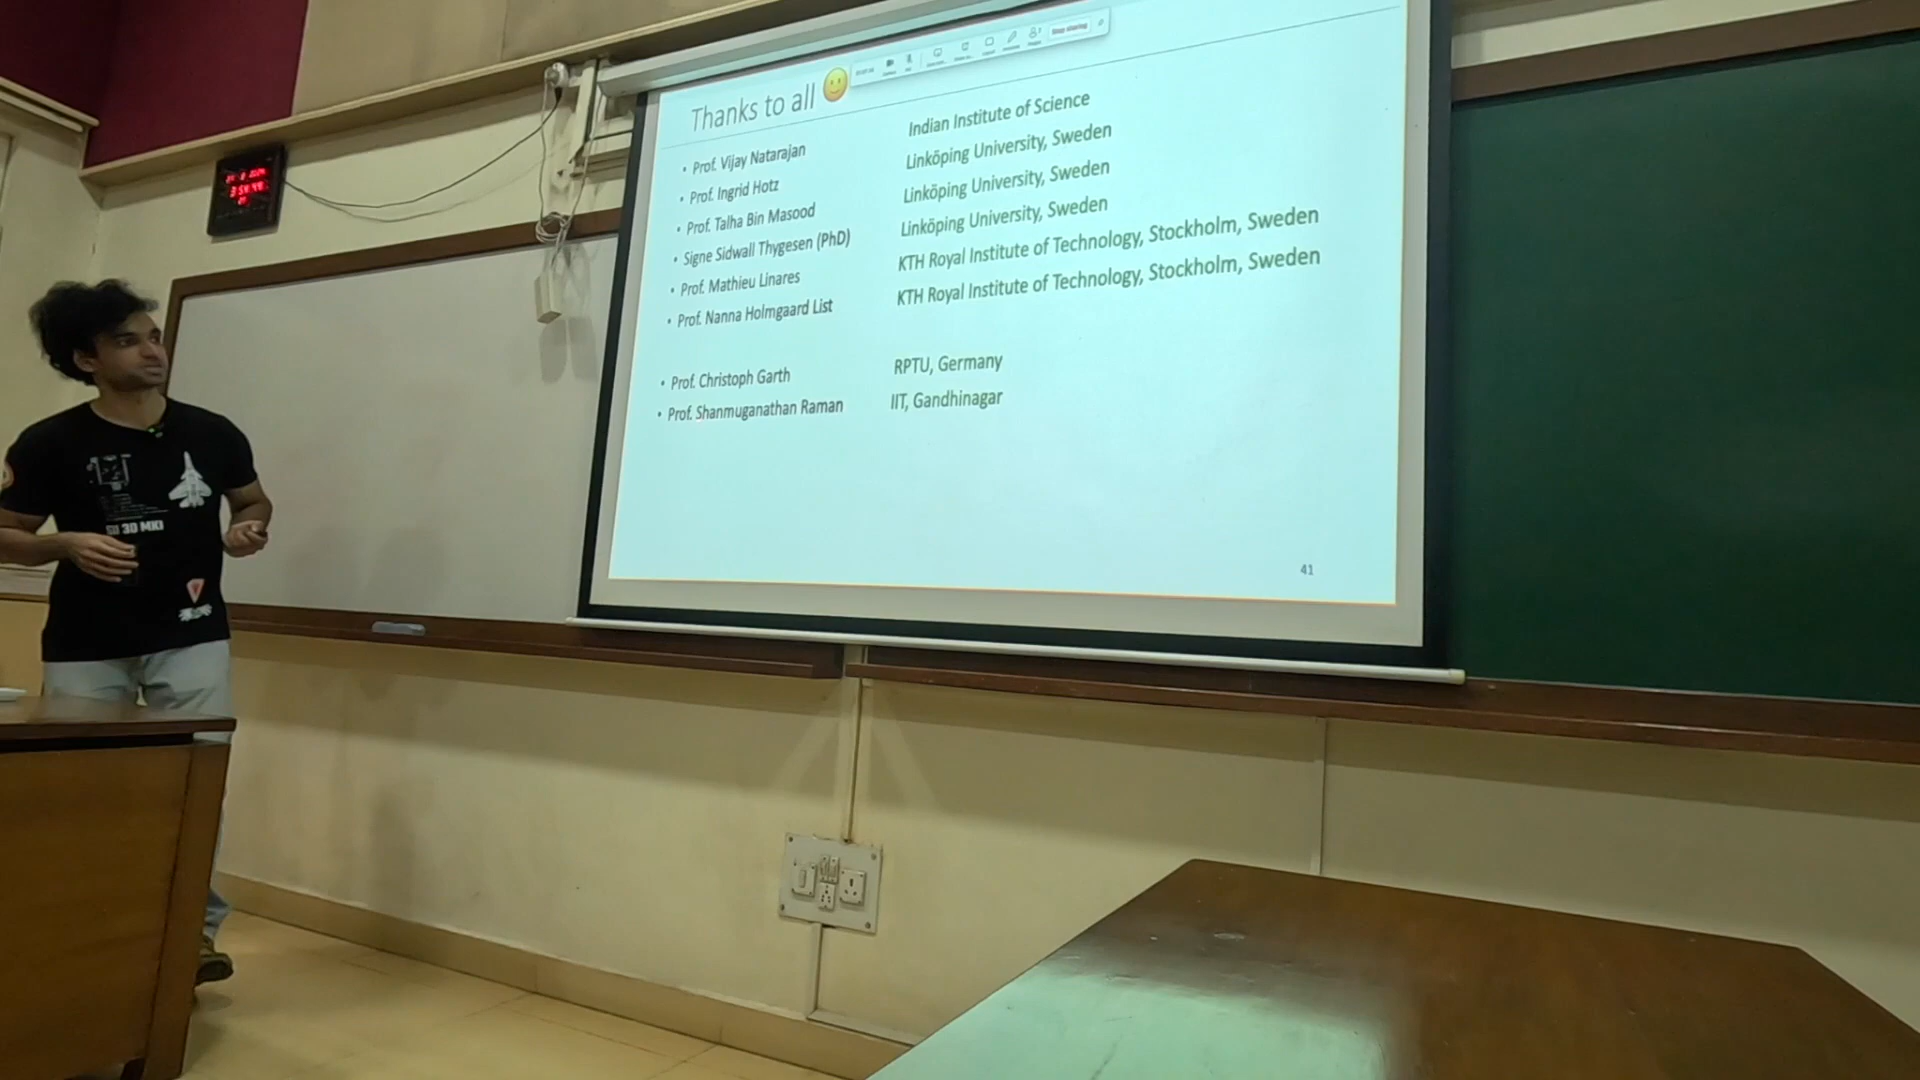 Thanks to all
Stop sharing
• Prof. Vijay Natarajan Indian Institute of Science
• Prof. Ingrid Hotz Linköping University, Sweden
• Prof. Talha Bin Masood Linköping University, Sweden
• Signe Sidwall Thygesen (PhD) Linköping University, Sweden
• Prof. Mathieu Linares KTH Royal Institute of Technology, Stockholm, Sweden
• Prof. Nanna Holmgaard List KTH Royal Institute of Technology, Stockholm, Sweden
• Prof. Christoph Garth RPTU, Germany
• Prof. Shanmuganathan Raman IIT, Gandhinagar
41
30 MKI